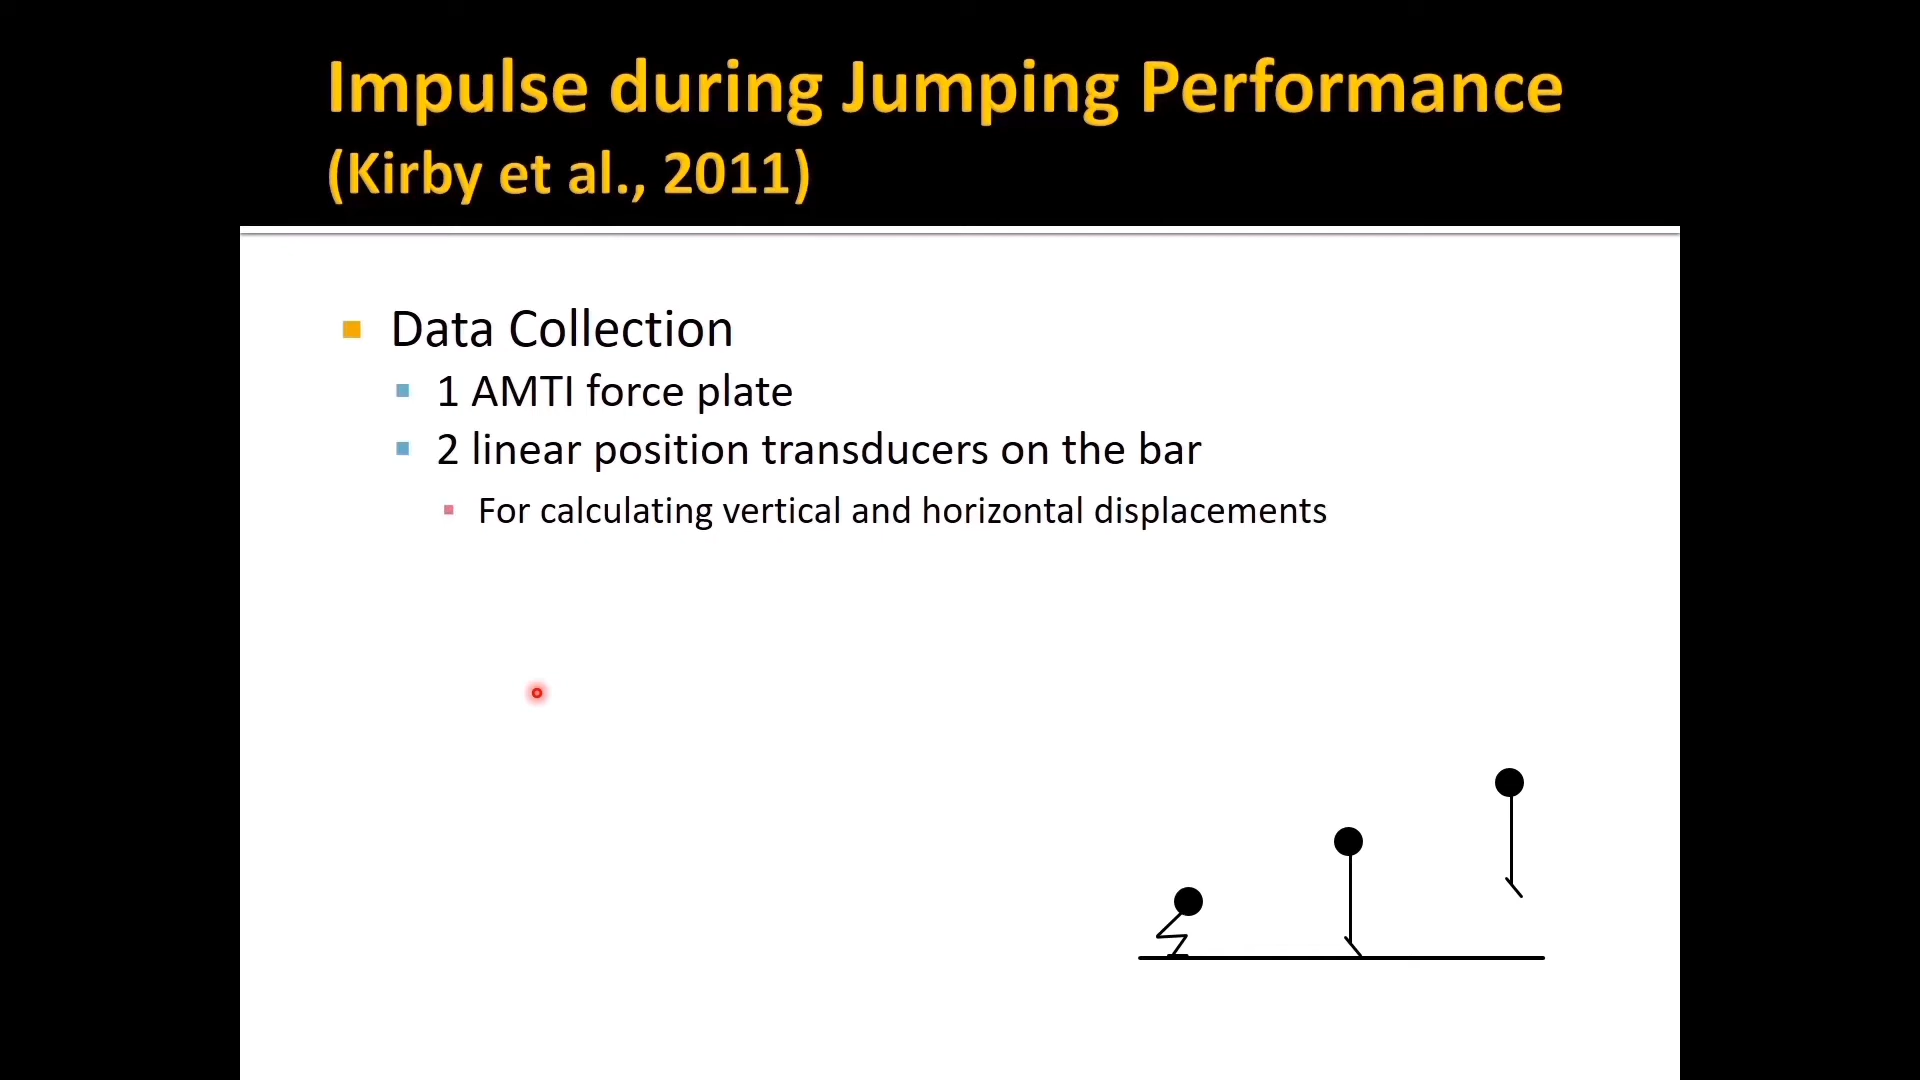 Impulse during Jumping Performance
(Kirby et al., 2011)
Data Collection
1 AMTI force plate
2 linear position transducers on the bar
For calculating vertical and horizontal displacements